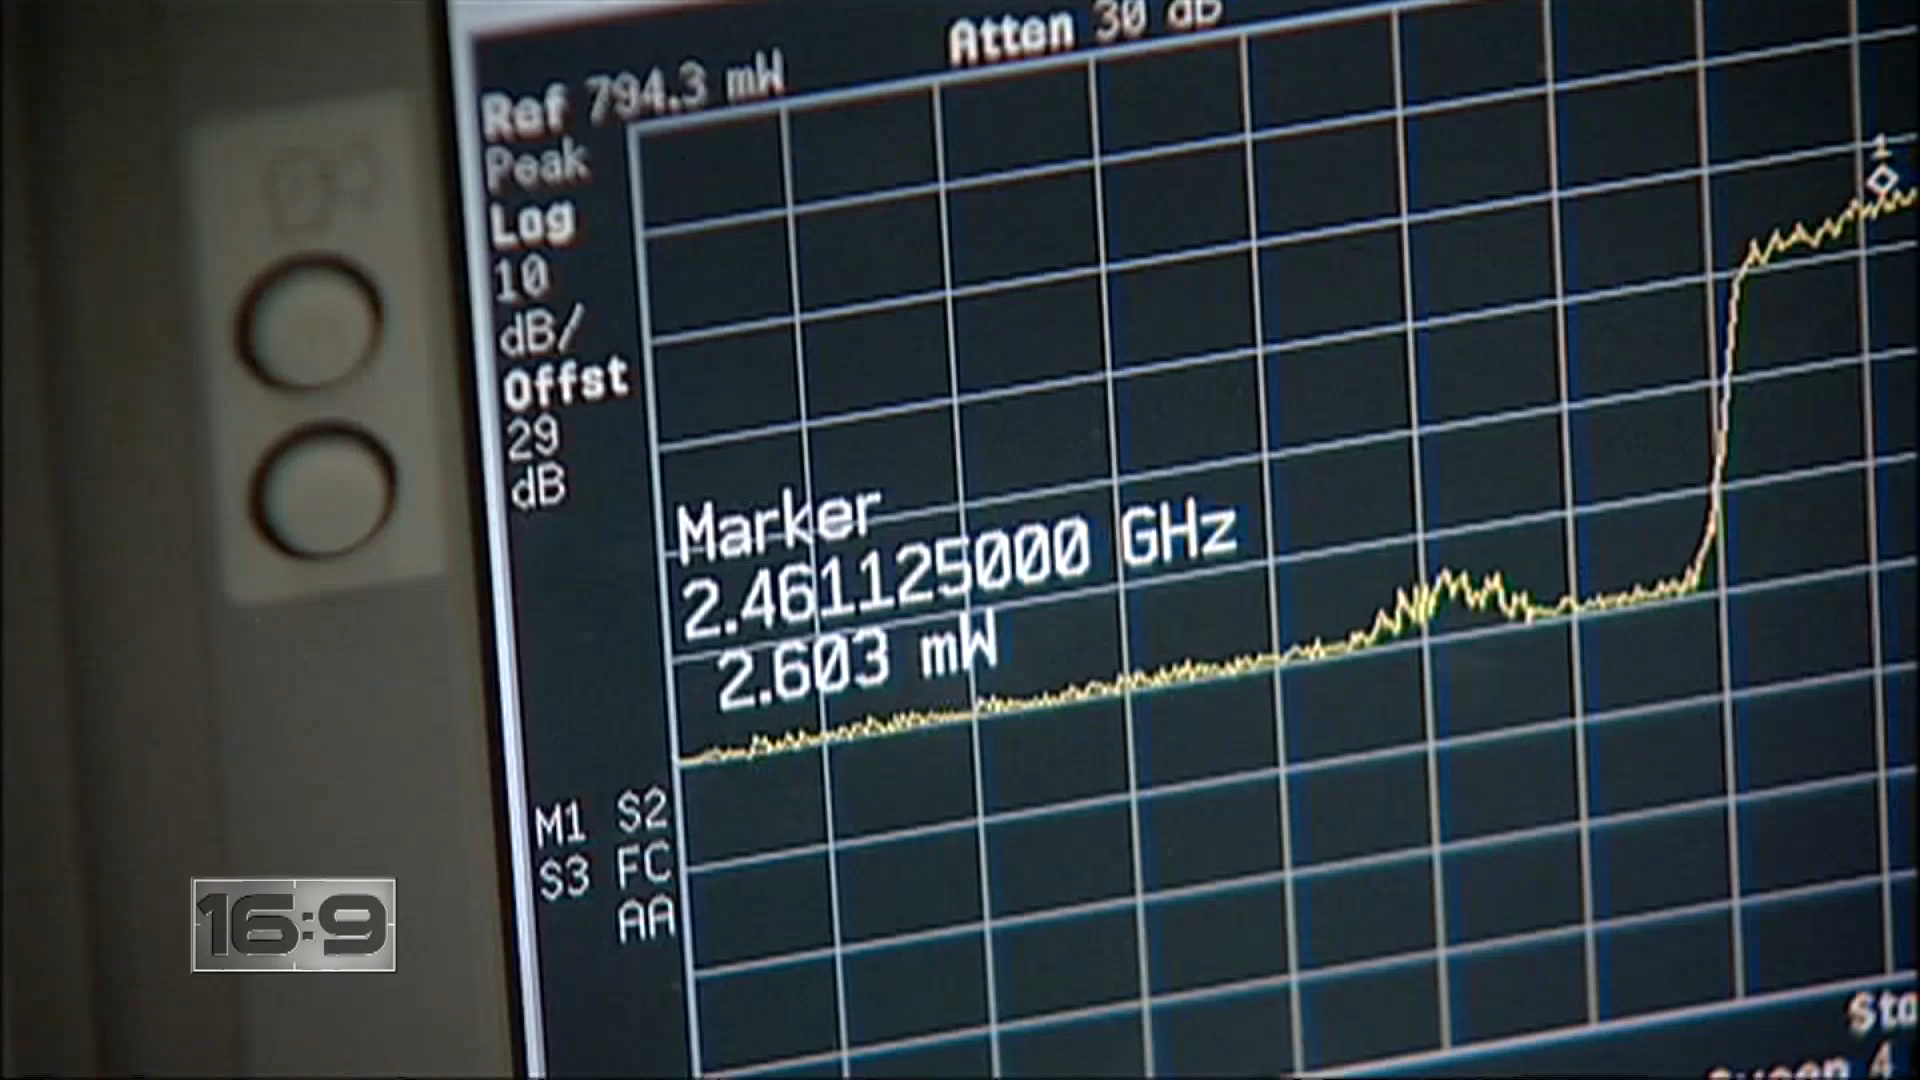 Atten 30 dB
Ref 794.3 mW
Peak
Log
10
dB/
Offst
29
dB
1
Marker
2.461125000 GHz
2.603 mW
M1 S2
S3 FC
AA
16:9